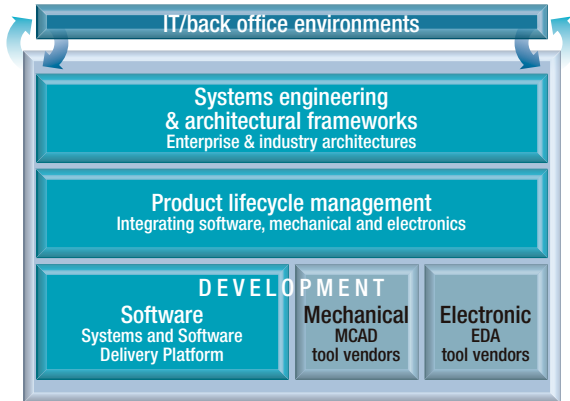 IT/back office environments
Systems engineering
& architectural frameworks
Enterprise & industry architectures
Product lifecycle management
Integrating software, mechanical and electronics
DEVELOPMENT
Software
Systems and Software
Delivery Platform
Mechanical
MCAD
tool vendors
Electronic
EDA
tool vendors